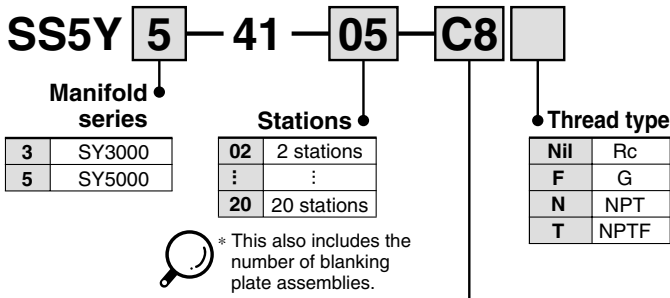 SS5Y 5 — 41 — 05 — C8
Manifold series
3 SY3000
5 SY5000
Stations
02 2 stations
⋮ ⋮
20 20 stations
* This also includes the
number of blanking
plate assemblies.
Thread type
Nil Rc
F G
N NPT
T NPTF